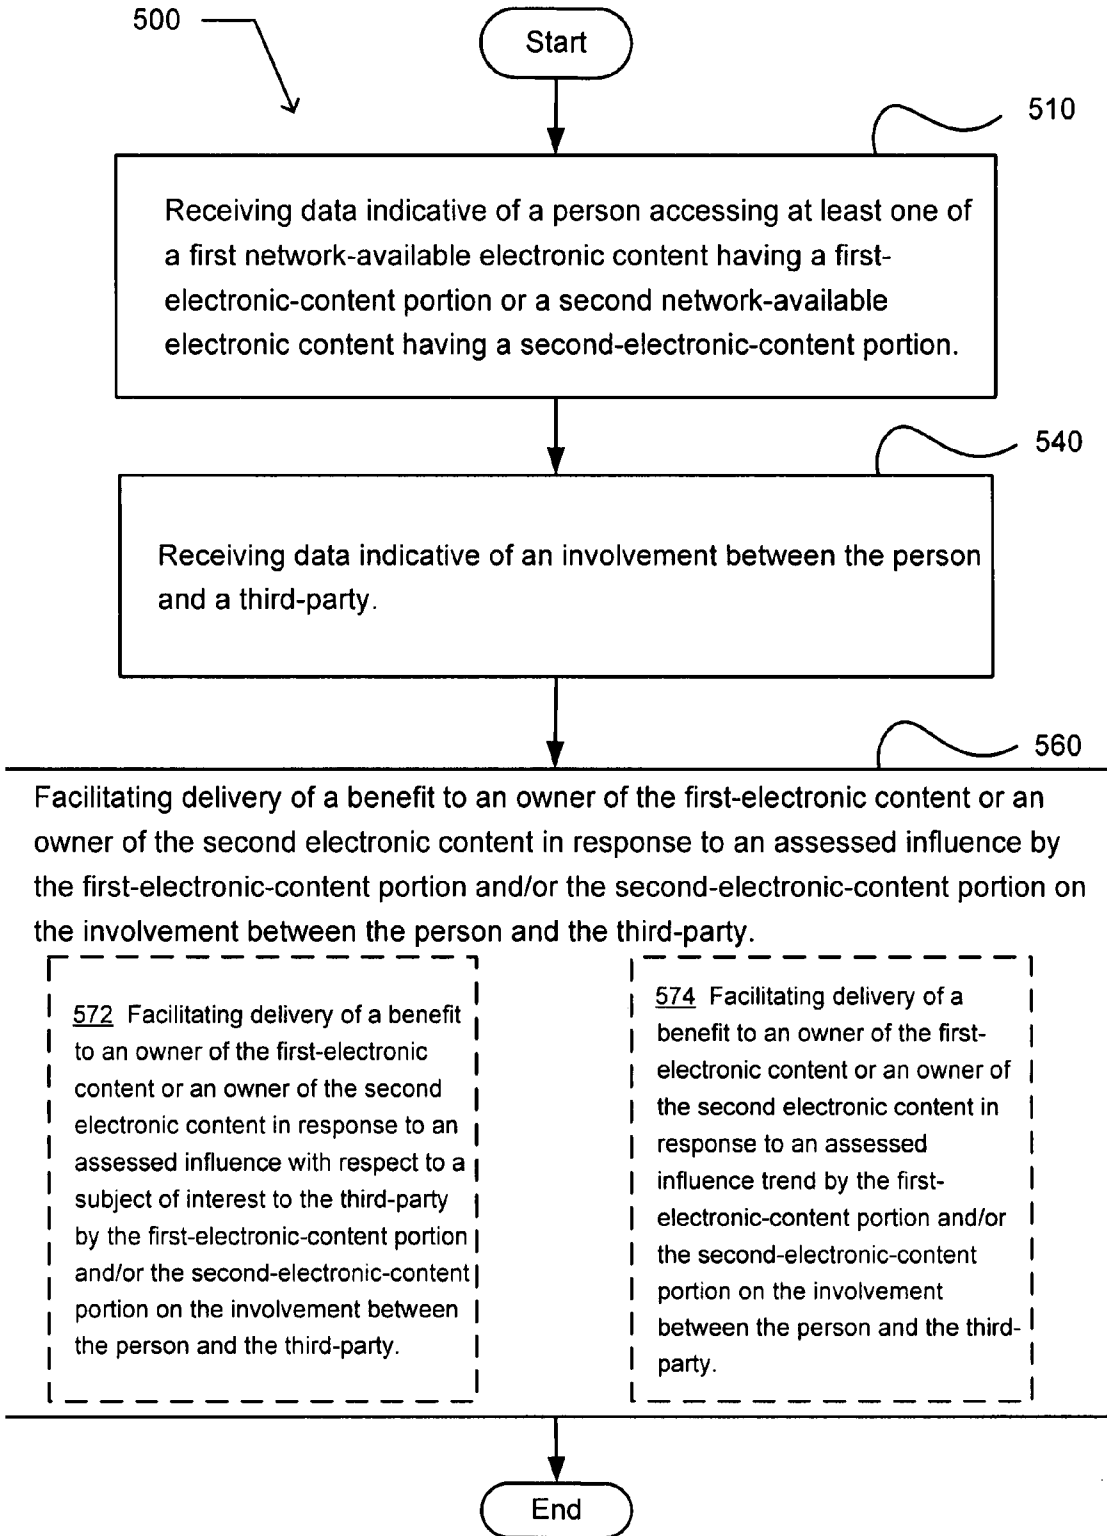 500
Start
510
Receiving data indicative of a person accessing at least one of
a first network-available electronic content having a first-
electronic-content portion or a second network-available
electronic content having a second-electronic-content portion.
540
Receiving data indicative of an involvement between the person
and a third-party.
560
Facilitating delivery of a benefit to an owner of the first-electronic content or an
owner of the second electronic content in response to an assessed influence by
the first-electronic-content portion and/or the second-electronic-content portion on
the involvement between the person and the third-party.
572 Facilitating delivery of a benefit
to an owner of the first-electronic
content or an owner of the second
electronic content in response to an
assessed influence with respect to a
subject of interest to the third-party
by the first-electronic-content portion
and/or the second-electronic-content
portion on the involvement between
the person and the third-party.
574 Facilitating delivery of a
benefit to an owner of the first-
electronic content or an owner of
the second electronic content in
response to an assessed
influence trend by the first-
electronic-content portion and/or
the second-electronic-content
portion on the involvement
between the person and the third-
party.
End